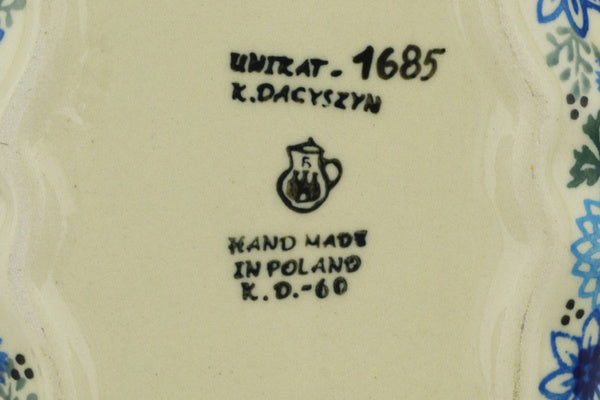 UNIKAT - 1685
K. DACYSZYN
HAND MADE
IN POLAND
K. D. - 60